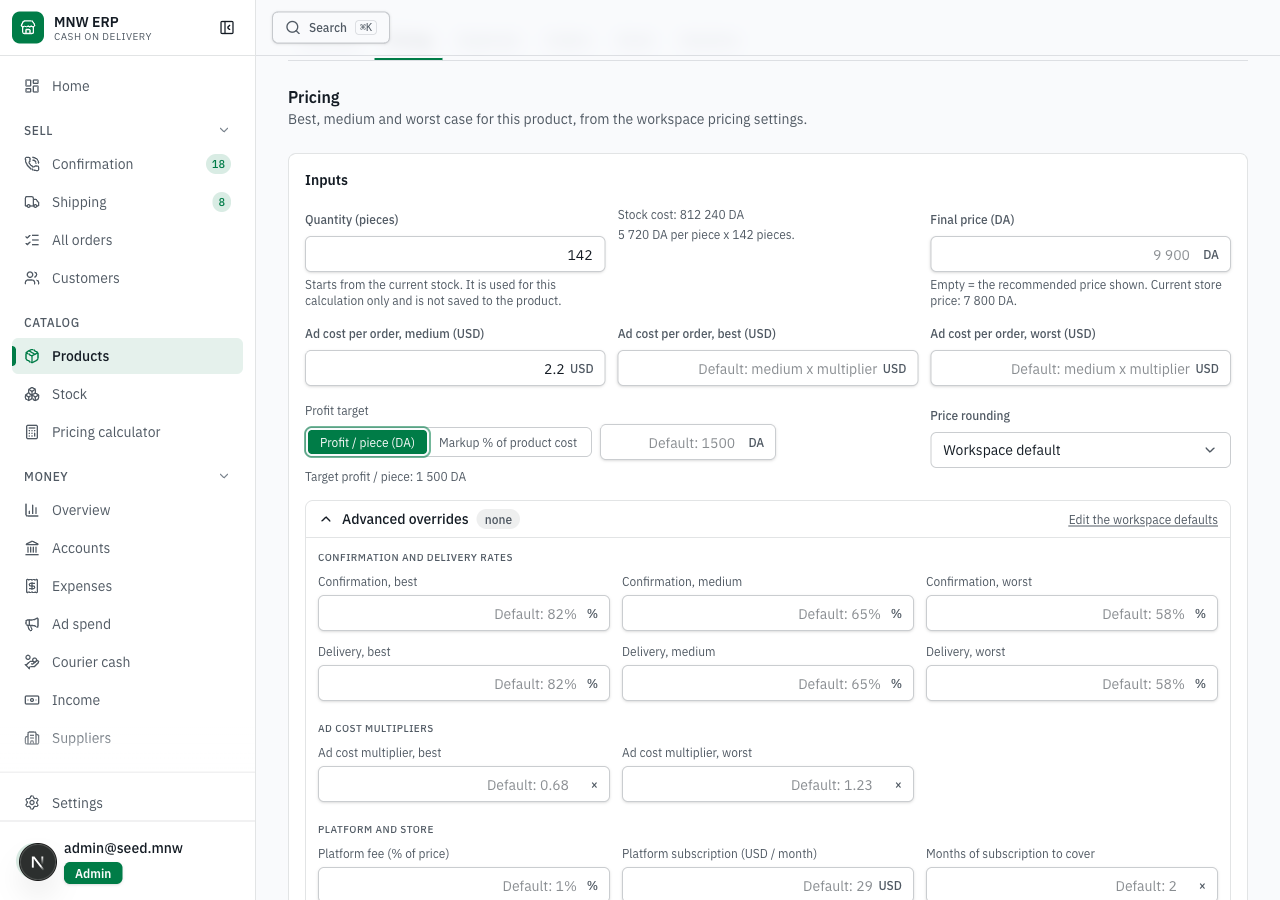 MNW ERP
CASH ON DELIVERY
Search ⌘K
Home
SELL
Confirmation 18
Shipping 8
All orders
Customers
CATALOG
Products
Stock
Pricing calculator
MONEY
Overview
Accounts
Expenses
Ad spend
Courier cash
Income
Suppliers
Settings
N
admin@seed.mnw
Admin
Pricing
Best, medium and worst case for this product, from the workspace pricing settings.
Inputs
Quantity (pieces)
142
Starts from the current stock. It is used for this
calculation only and is not saved to the product.
Stock cost: 812 240 DA
5 720 DA per piece x 142 pieces.
Final price (DA)
9 900 DA
Empty = the recommended price shown. Current store
price: 7 800 DA.
Ad cost per order, medium (USD)
2.2 USD
Ad cost per order, best (USD)
Default: medium x multiplier USD
Ad cost per order, worst (USD)
Default: medium x multiplier USD
Profit target
Profit / piece (DA) Markup % of product cost Default: 1500 DA
Target profit / piece: 1 500 DA
Price rounding
Workspace default
Advanced overrides none Edit the workspace defaults
CONFIRMATION AND DELIVERY RATES
Confirmation, best
Default: 82% %
Confirmation, medium
Default: 65% %
Confirmation, worst
Default: 58% %
Delivery, best
Default: 82% %
Delivery, medium
Default: 65% %
Delivery, worst
Default: 58% %
AD COST MULTIPLIERS
Ad cost multiplier, best
Default: 0.68 ×
Ad cost multiplier, worst
Default: 1.23 ×
PLATFORM AND STORE
Platform fee (% of price)
Default: 1% %
Platform subscription (USD / month)
Default: 29 USD
Months of subscription to cover
Default: 2 ×